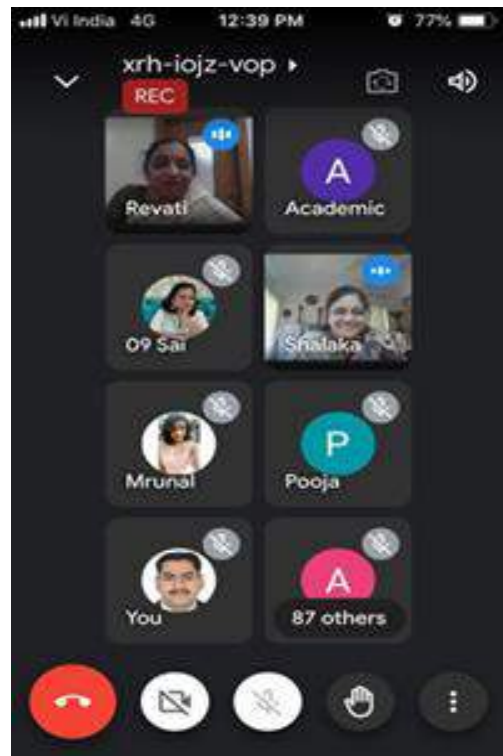 Vi India 4G 12:39 PM 77%
xrh-iojz-vop
REC
Revati
A
Academic
09 Sai
Shalaka
Mrunal
P
Pooja
You
A
87 others